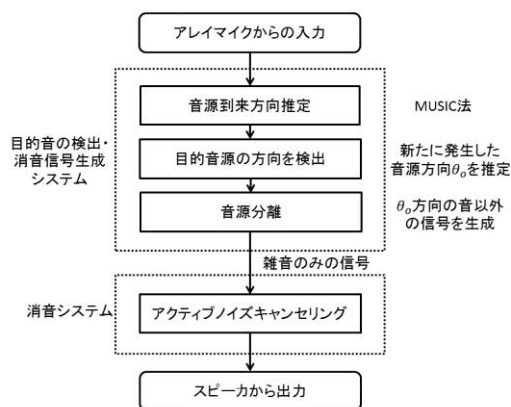 アレイマイクからの入力
音源到来方向推定
MUSIC法
目的音の検出・
消音信号生成
システム
目的音源の方向を検出
新たに発生した
音源方向θoを推定
音源分離
θo方向の音以外
の信号を生成
雑音のみの信号
消音システム
アクティブノイズキャンセリング
スピーカから出力